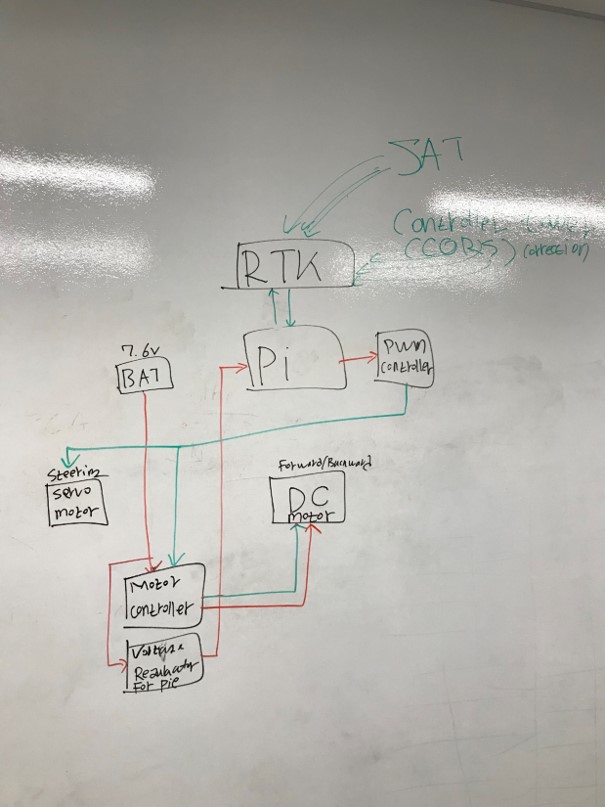 SAT
Controller
(CORS) Correction
RTK
7.6V
BAT
Pi
PWM
Controller
Steering
Servo
motor
Forward/Backward
DC
motor
Motor
Controller
Voltage
Regulator
For pie